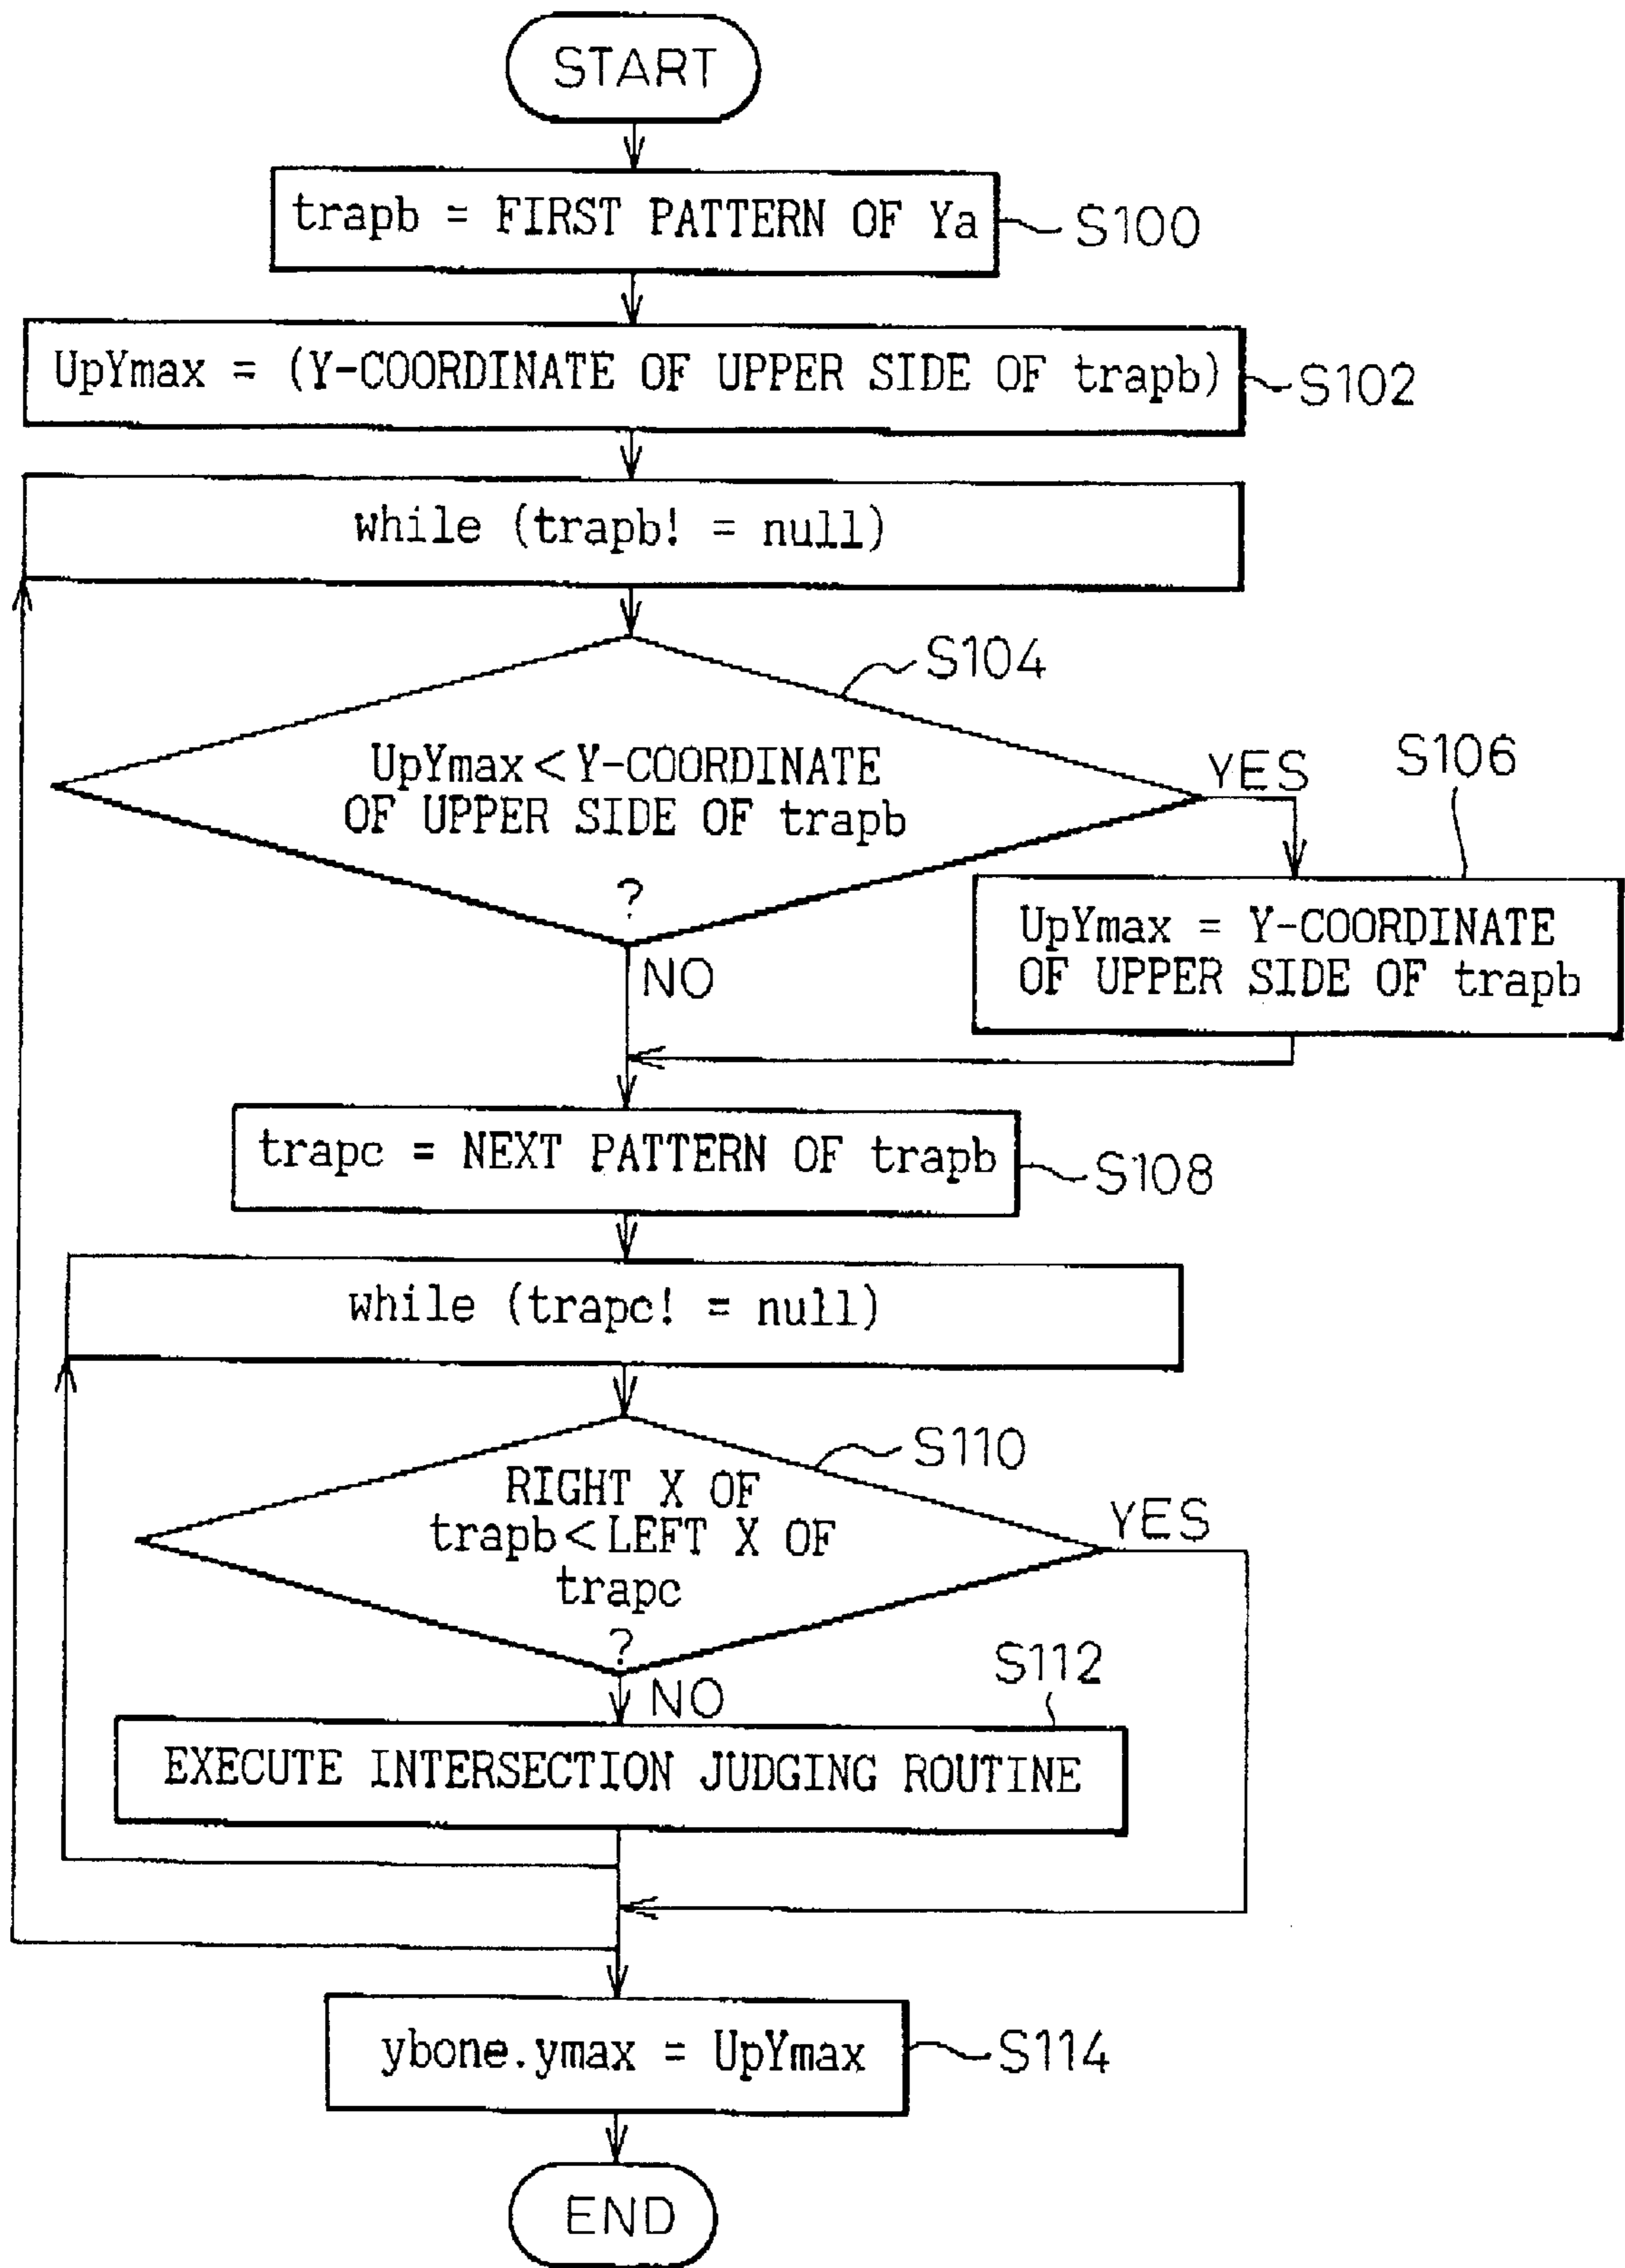 START
trapb = FIRST PATTERN OF Ya
S100
UpYmax = (Y-COORDINATE OF UPPER SIDE OF trapb)
S102
while (trapb! = null)
S104
UpYmax < Y-COORDINATE
OF UPPER SIDE OF trapb
?
YES
S106
UpYmax = Y-COORDINATE
OF UPPER SIDE OF trapb
NO
trapc = NEXT PATTERN OF trapb
S108
while (trapc! = null)
S110
RIGHT X OF
trapb < LEFT X OF
trapc
?
YES
NO
S112
EXECUTE INTERSECTION JUDGING ROUTINE
ybone.ymax = UpYmax
S114
END